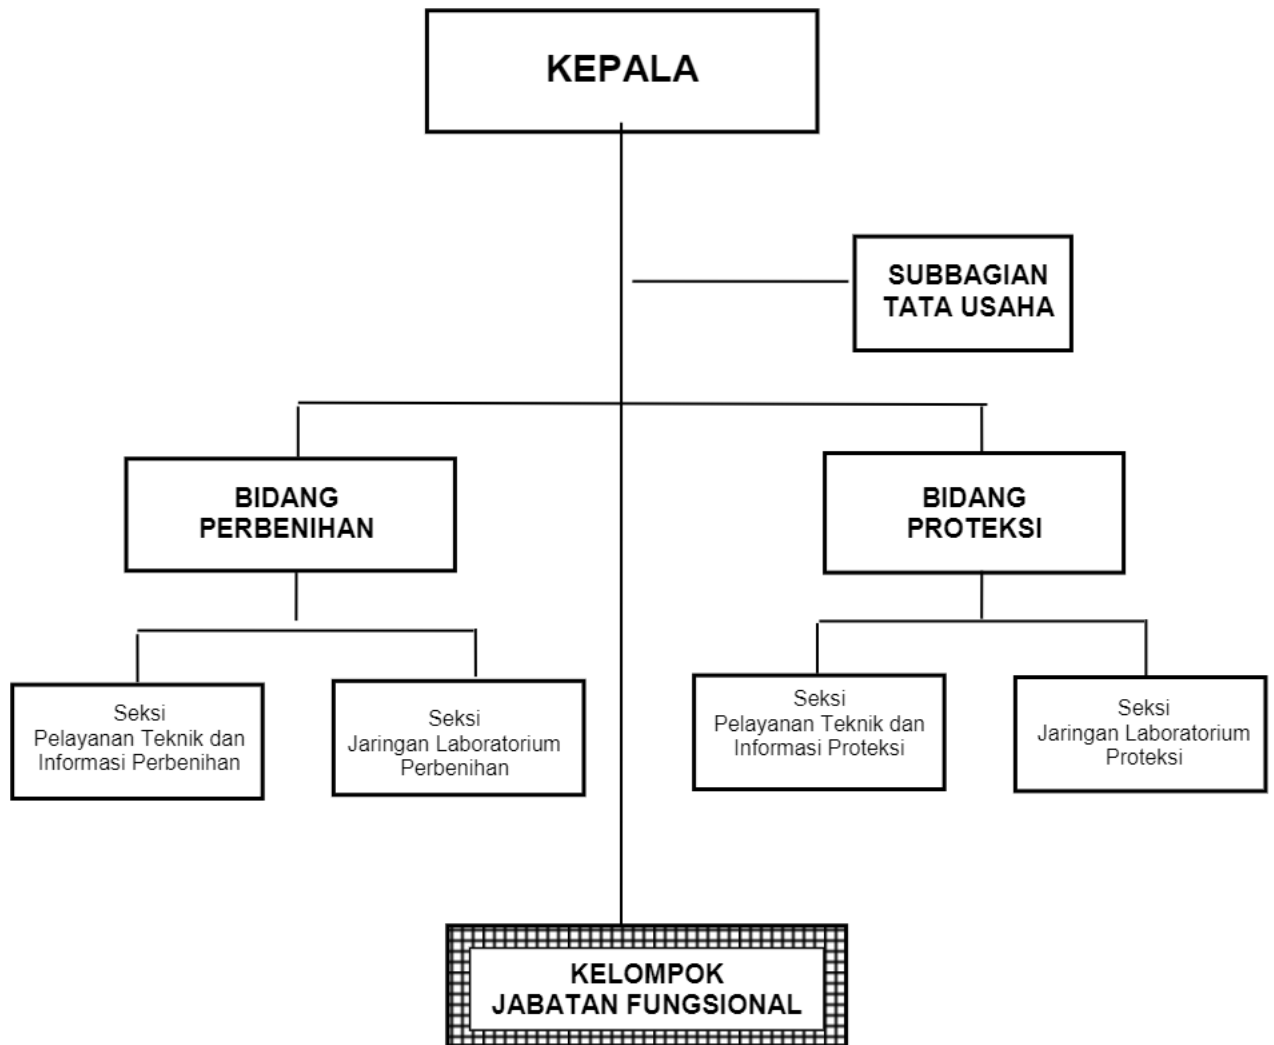 KEPALA
SUBBAGIAN
TATA USAHA
BIDANG
PERBENIHAN
BIDANG
PROTEKSI
Seksi
Pelayanan Teknik dan
Informasi Perbenihan
Seksi
Jaringan Laboratorium
Perbenihan
Seksi
Pelayanan Teknik dan
Informasi Proteksi
Seksi
Jaringan Laboratorium
Proteksi
KELOMPOK
JABATAN FUNGSIONAL